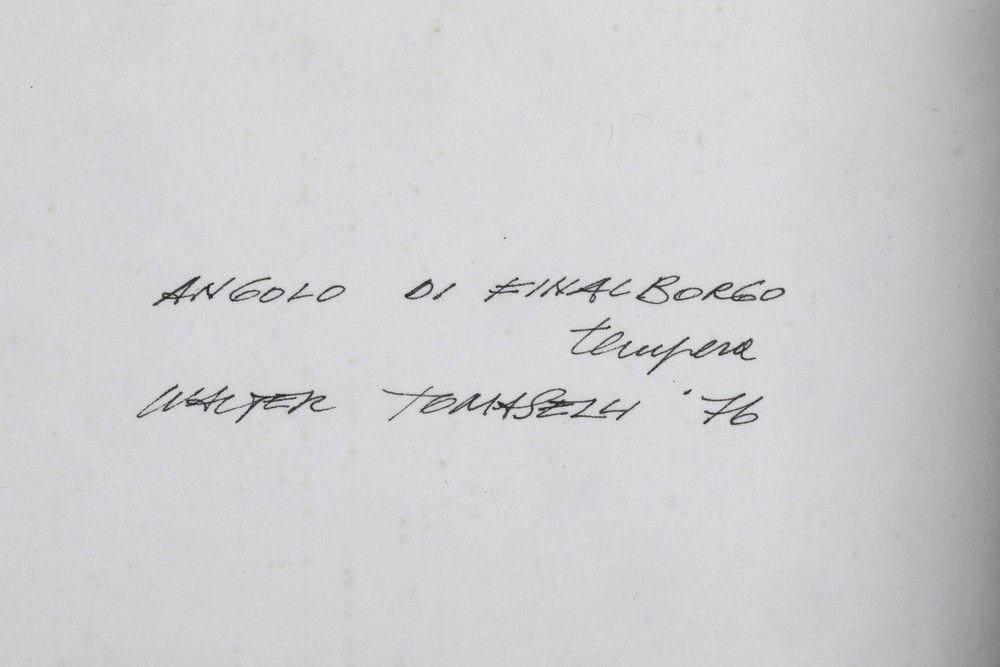 ANGOLO DI FINALBORGO
tempera
WALTER TOMASELLI '76